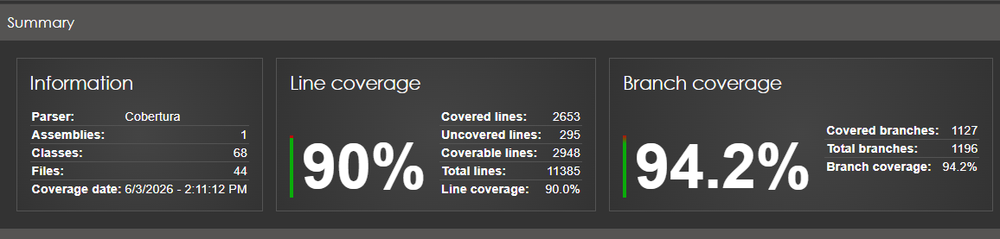 Summary
Information
Parser: Cobertura
Assemblies: 1
Classes: 68
Files: 44
Coverage date: 6/3/2026 - 2:11:12 PM
Line coverage
90%
Covered lines: 2653
Uncovered lines: 295
Coverable lines: 2948
Total lines: 11385
Line coverage: 90.0%
Branch coverage
94.2%
Covered branches: 1127
Total branches: 1196
Branch coverage: 94.2%